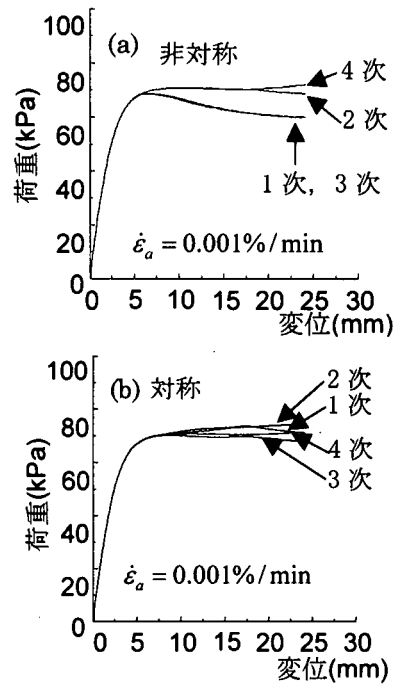 (a) 非対称
荷重(kPa)
100
80
60
40
20
0
4 次
2 次
1 次, 3 次
ε̇ₐ = 0.001%/min
0 5 10 15 20 25 30
変位(mm)
(b) 対称
荷重(kPa)
100
80
60
40
20
0
2 次
1 次
4 次
3 次
ε̇ₐ = 0.001%/min
0 5 10 15 20 25 30
変位(mm)